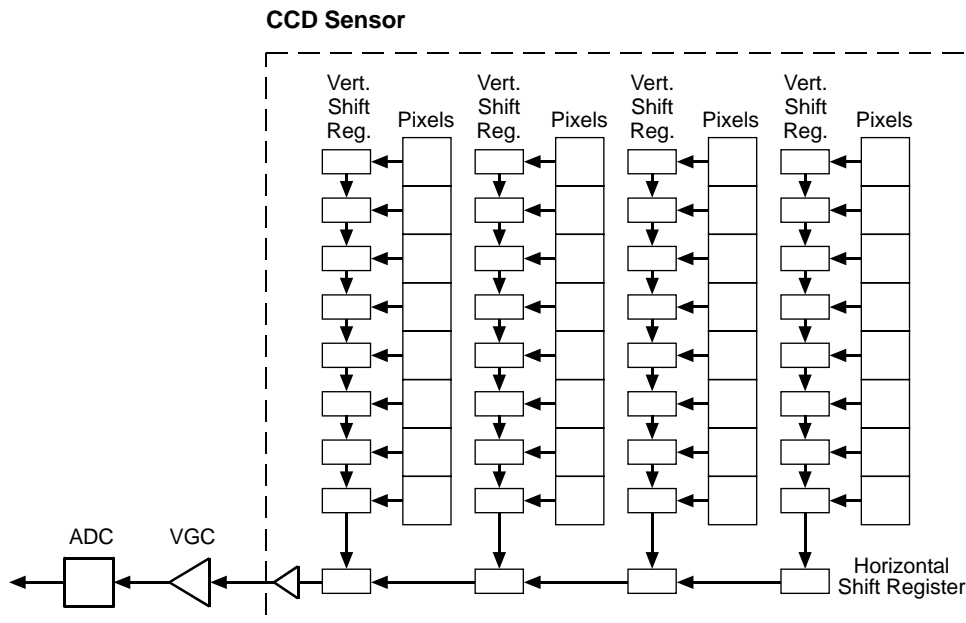 CCD Sensor
Vert.
Shift
Reg.
Pixels
Vert.
Shift
Reg.
Pixels
Vert.
Shift
Reg.
Pixels
Vert.
Shift
Reg.
Pixels
ADC
VGC
Horizontal
Shift Register